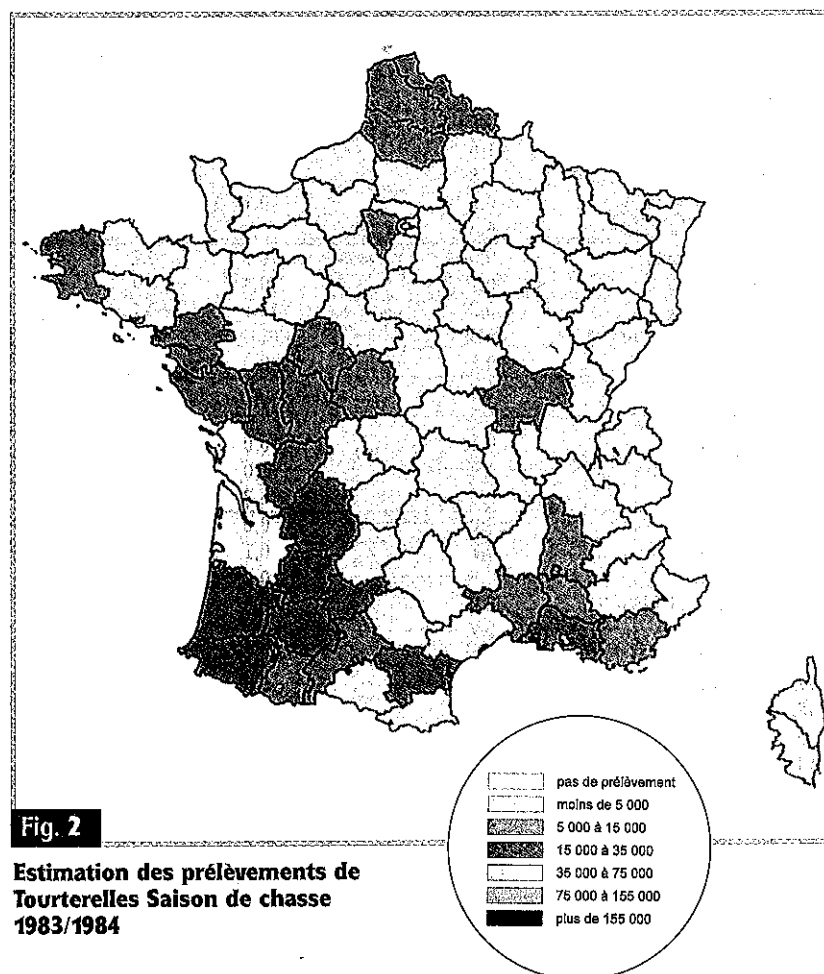 pas de prélèvement
moins de 5 000
5 000 à 15 000
15 000 à 35 000
35 000 à 75 000
75 000 à 155 000
plus de 155 000
Fig. 2
Estimation des prélèvements de
Tourterelles Saison de chasse
1983/1984